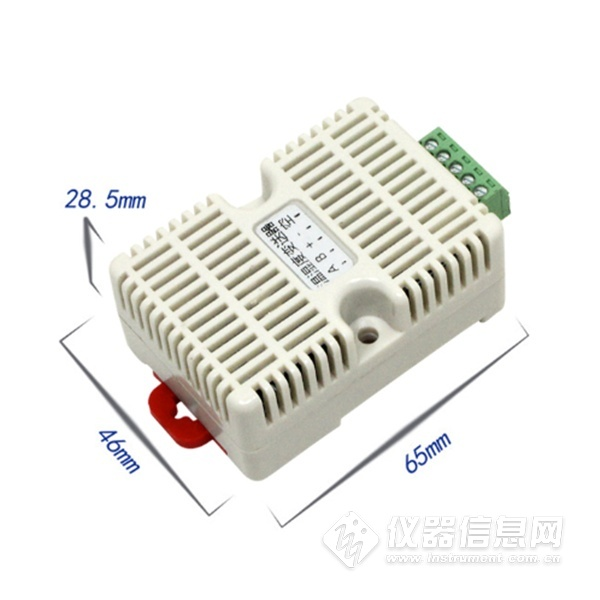 28.5mm
46mm
65mm
A B + -
仪器信息网
www.instrument.com.cn